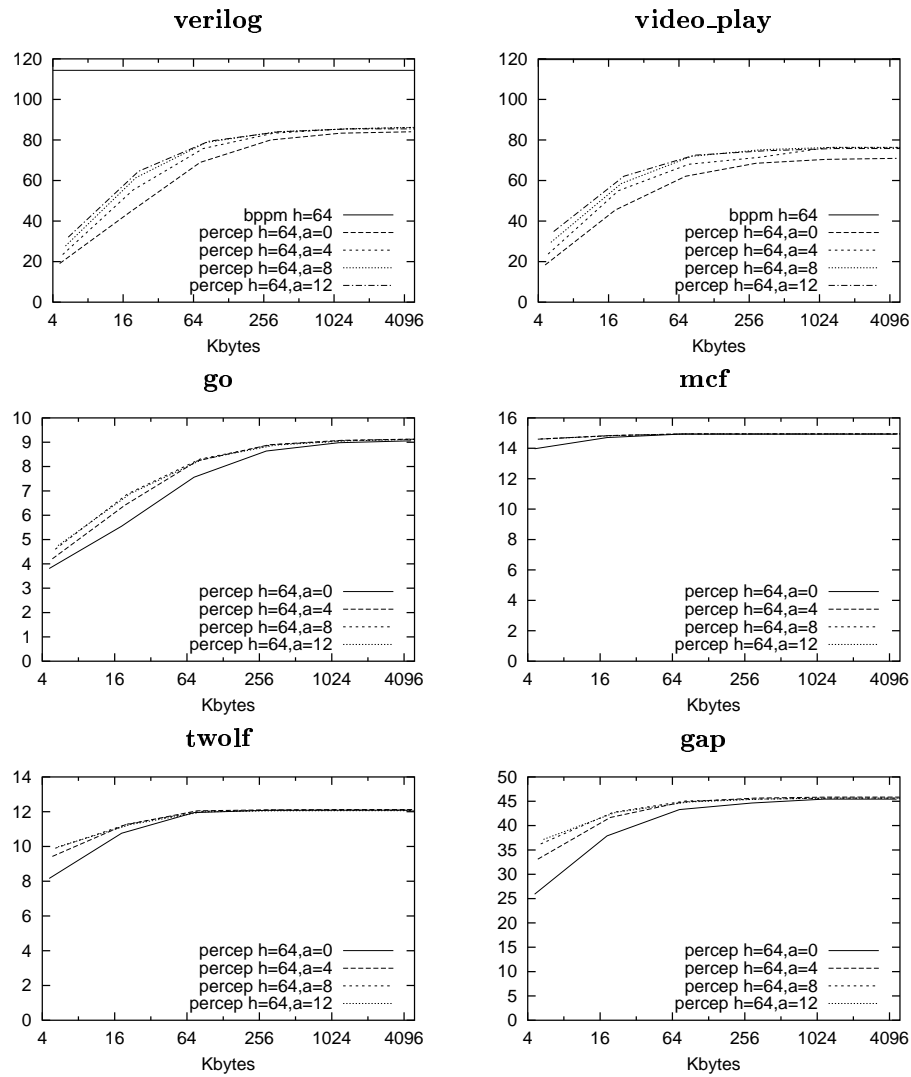 verilog
120
100
80
60
40
20
0
bppm h=64
percep h=64,a=0
percep h=64,a=4
percep h=64,a=8
percep h=64,a=12
4 16 64 256 1024 4096
Kbytes
video_play
120
100
80
60
40
20
0
bppm h=64
percep h=64,a=0
percep h=64,a=4
percep h=64,a=8
percep h=64,a=12
4 16 64 256 1024 4096
Kbytes
go
10
9
8
7
6
5
4
3
2
1
0
percep h=64,a=0
percep h=64,a=4
percep h=64,a=8
percep h=64,a=12
4 16 64 256 1024 4096
Kbytes
mcf
16
14
12
10
8
6
4
2
0
percep h=64,a=0
percep h=64,a=4
percep h=64,a=8
percep h=64,a=12
4 16 64 256 1024 4096
Kbytes
twolf
14
12
10
8
6
4
2
0
percep h=64,a=0
percep h=64,a=4
percep h=64,a=8
percep h=64,a=12
4 16 64 256 1024 4096
Kbytes
gap
50
45
40
35
30
25
20
15
10
5
0
percep h=64,a=0
percep h=64,a=4
percep h=64,a=8
percep h=64,a=12
4 16 64 256 1024 4096
Kbytes